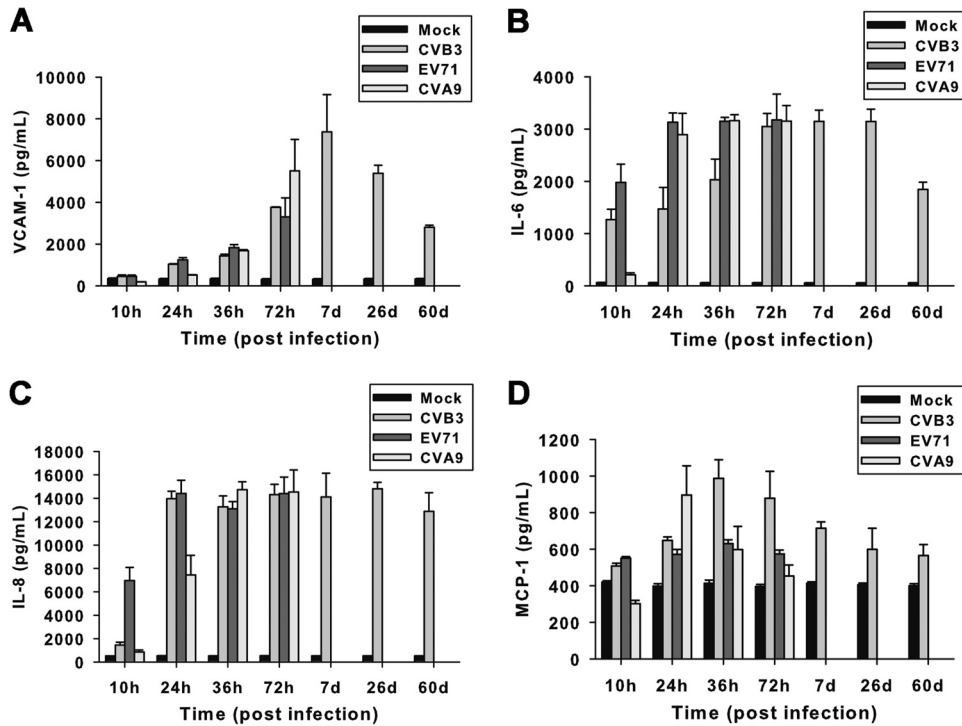 A
Mock
CVB3
EV71
CVA9
VCAM-1 (pg/mL)
10000
8000
6000
4000
2000
0
10h 24h 36h 72h 7d 26d 60d
Time (post infection)
B
Mock
CVB3
EV71
CVA9
IL-6 (pg/mL)
4000
3000
2000
1000
0
10h 24h 36h 72h 7d 26d 60d
Time (post infection)
C
Mock
CVB3
EV71
CVA9
IL-8 (pg/mL)
18000
16000
14000
12000
10000
8000
6000
4000
2000
0
10h 24h 36h 72h 7d 26d 60d
Time (post infection)
D
Mock
CVB3
EV71
CVA9
MCP-1 (pg/mL)
1200
1000
800
600
400
200
0
10h 24h 36h 72h 7d 26d 60d
Time (post infection)